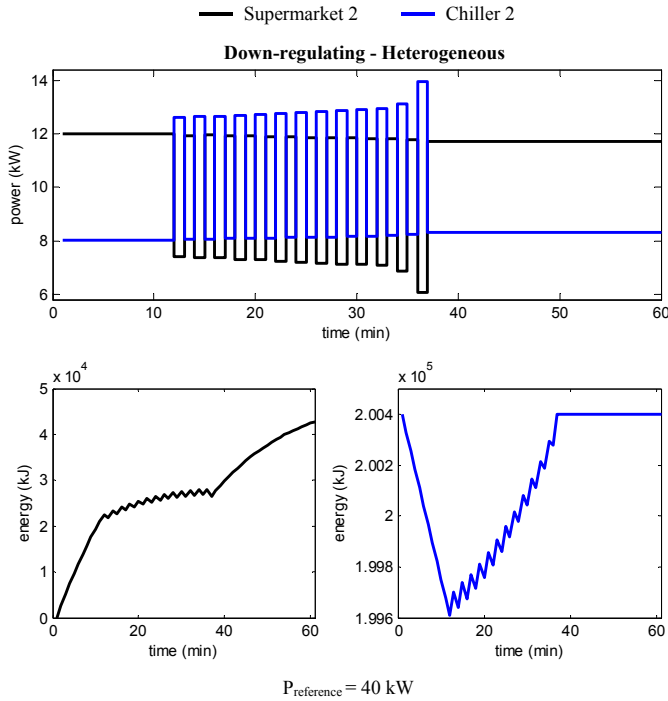 Supermarket 2 Chiller 2
Down-regulating - Heterogeneous
14
12
10
8
6
power (kW)
0 10 20 30 40 50 60
time (min)
x 10^4
5
4
3
2
1
0
energy (kJ)
0 20 40 60
time (min)
x 10^5
2.004
2.002
2
1.998
1.996
energy (kJ)
0 20 40 60
time (min)
P_reference = 40 kW